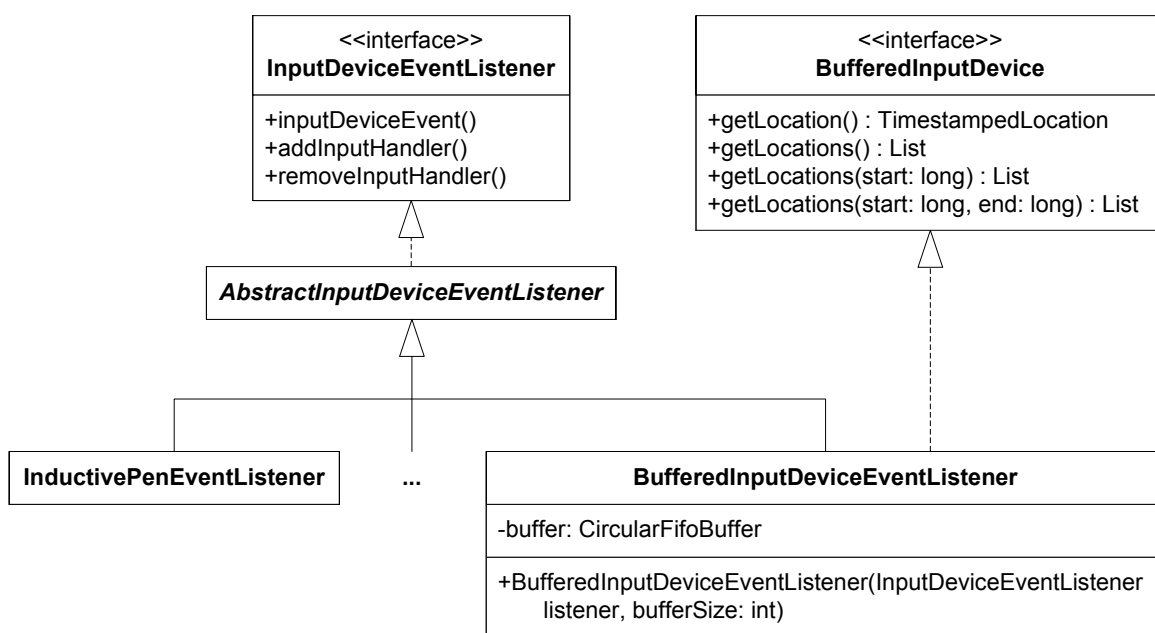 <<interface>>
InputDeviceEventListener
+inputDeviceEvent()
+addInputHandler()
+removeInputHandler()
<<interface>>
BufferedInputDevice
+getLocation() : TimestampedLocation
+getLocations() : List
+getLocations(start: long) : List
+getLocations(start: long, end: long) : List
AbstractInputDeviceEventListener
InductivePenEventListener
...
BufferedInputDeviceEventListener
-buffer: CircularFifoBuffer
+BufferedInputDeviceEventListener(InputDeviceEventListener
listener, bufferSize: int)